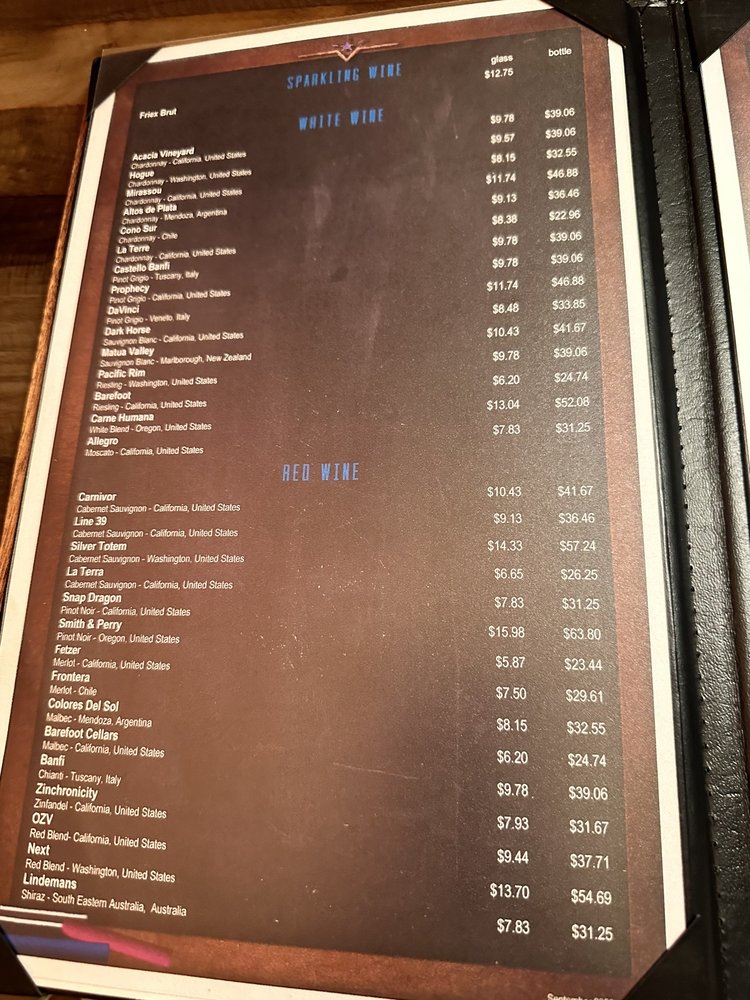 glass bottle
SPARKLING WINE
Friex Brut $12.75
WHITE WINE
Acacia Vineyard $9.78 $39.06
Chardonnay - California, United States
Hogue $9.57 $39.06
Chardonnay - Washington, United States
Mirassou $8.15 $32.55
Chardonnay - California, United States
Altos de Plata $11.74 $46.88
Chardonnay - Mendoza, Argentina
Cono Sur $9.13 $36.46
Chardonnay - Chile
La Terre $8.38 $22.96
Chardonnay - California, United States
Castello Banfi $9.78 $39.06
Pinot Grigio - Tuscany, Italy
Prophecy $9.78 $39.06
Pinot Grigio - California, United States
DaVinci $11.74 $46.88
Pinot Grigio - Veneto, Italy
Dark Horse $8.48 $33.85
Sauvignon Blanc - California, United States
Matua Valley $10.43 $41.67
Sauvignon Blanc - Marlborough, New Zealand
Pacific Rim $9.78 $39.06
Riesling - Washington, United States
Barefoot $6.20 $24.74
Riesling - California, United States
Carne Humana $13.04 $52.08
White Blend - Oregon, United States
Allegro $7.83 $31.25
Moscato - California, United States
RED WINE
Carnivor $10.43 $41.67
Cabernet Sauvignon - California, United States
Line 39 $9.13 $36.46
Cabernet Sauvignon - California, United States
Silver Totem $14.33 $57.24
Cabernet Sauvignon - Washington, United States
La Terra $6.65 $26.25
Cabernet Sauvignon - California, United States
Snap Dragon $7.83 $31.25
Pinot Noir - California, United States
Smith & Perry $15.98 $63.80
Pinot Noir - Oregon, United States
Fetzer $5.87 $23.44
Merlot - California, United States
Frontera $7.50 $29.61
Merlot - Chile
Colores Del Sol $8.15 $32.55
Malbec - Mendoza, Argentina
Barefoot Cellars $6.20 $24.74
Malbec - California, United States
Banfi $9.78 $39.06
Chianti - Tuscany, Italy
Zinchronicity $7.93 $31.67
Zinfandel - California, United States
OZV $9.44 $37.71
Red Blend- California, United States
Next $13.70 $54.69
Red Blend - Washington, United States
Lindemans $7.83 $31.25
Shiraz - South Eastern Australia, Australia
September